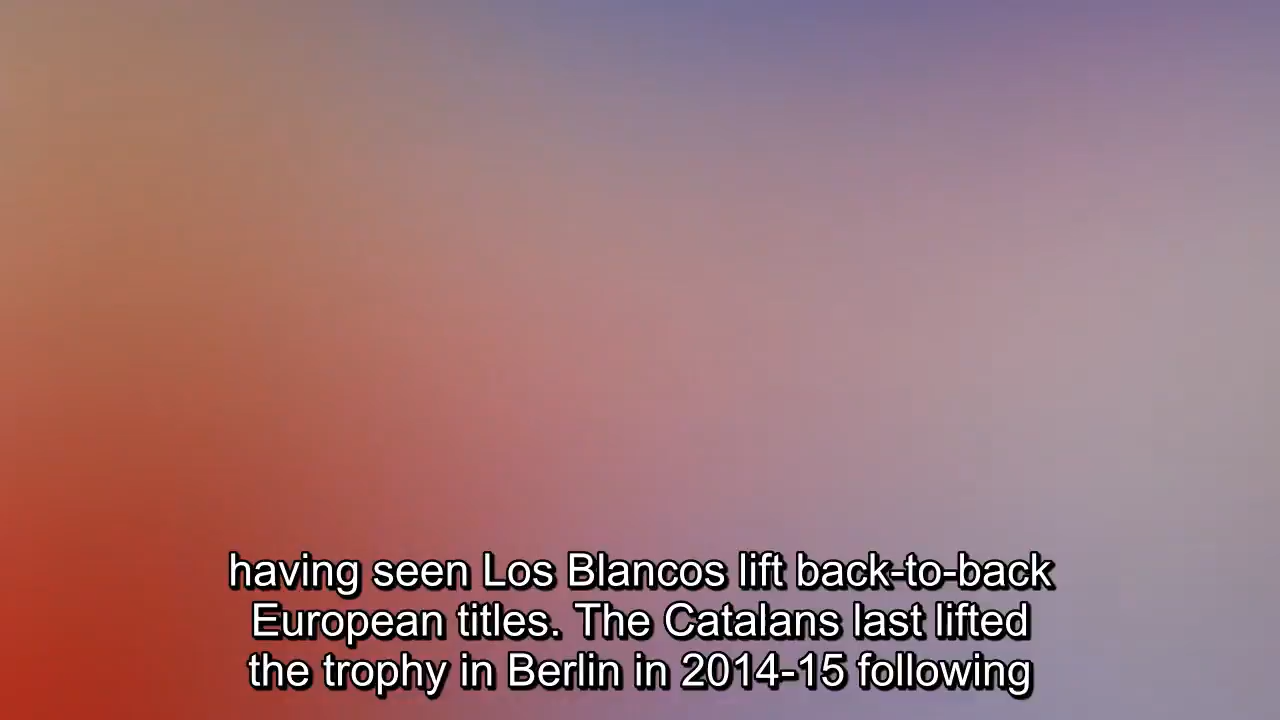 having seen Los Blancos lift back-to-back
European titles. The Catalans last lifted
the trophy in Berlin in 2014-15 following